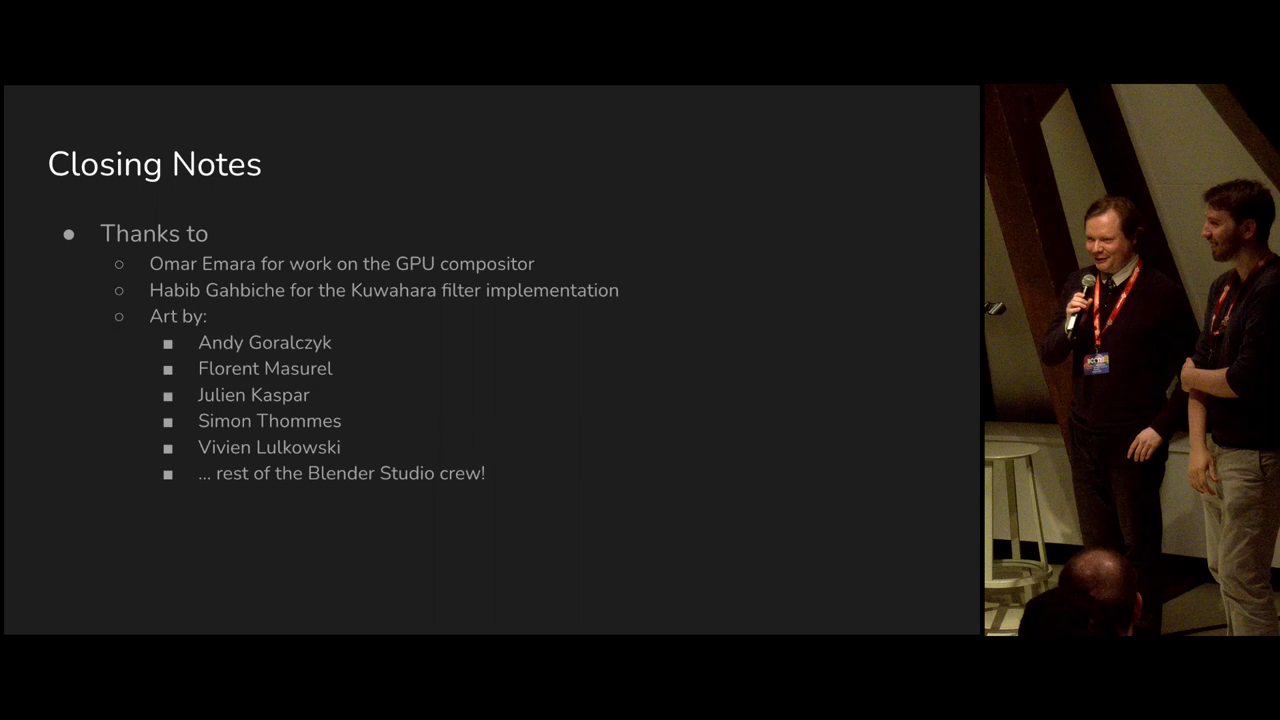 Closing Notes
● Thanks to
○ Omar Emara for work on the GPU compositor
○ Habib Gahbiche for the Kuwahara filter implementation
○ Art by:
■ Andy Goralczyk
■ Florent Masurel
■ Julien Kaspar
■ Simon Thommes
■ Vivien Lulkowski
■ ... rest of the Blender Studio crew!